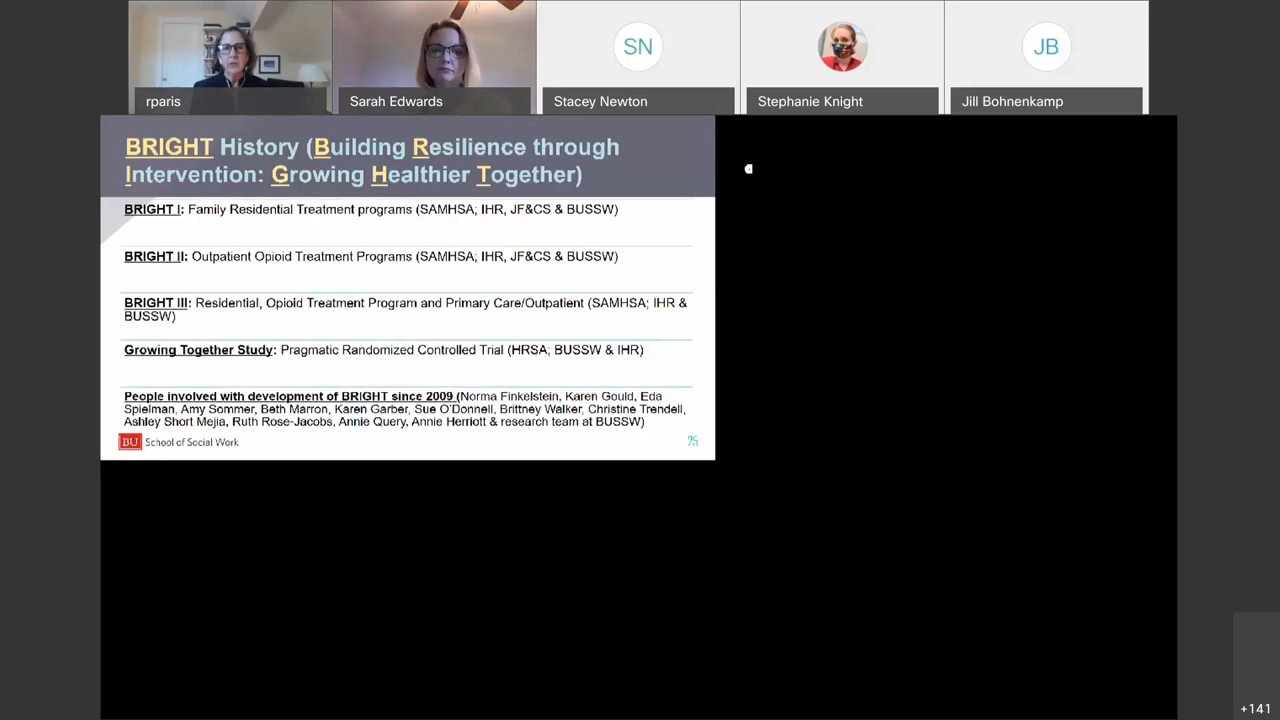 SN
JB
rparis
Sarah Edwards
Stacey Newton
Stephanie Knight
Jill Bohnenkamp
BRIGHT History (Building Resilience through
Intervention: Growing Healthier Together)
BRIGHT I: Family Residential Treatment programs (SAMHSA; IHR, JF&CS & BUSSW)
BRIGHT II: Outpatient Opioid Treatment Programs (SAMHSA; IHR, JF&CS & BUSSW)
BRIGHT III: Residential, Opioid Treatment Program and Primary Care/Outpatient (SAMHSA; IHR &
BUSSW)
Growing Together Study: Pragmatic Randomized Controlled Trial (HRSA; BUSSW & IHR)
People involved with development of BRIGHT since 2009 (Norma Finkelstein, Karen Gould, Eda
Spielman, Amy Sommer, Beth Marron, Karen Garber, Sue O'Donnell, Brittney Walker, Christine Trendell,
Ashley Short Mejia, Ruth Rose-Jacobs, Annie Query, Annie Herriott & research team at BUSSW)
BU School of Social Work
+141